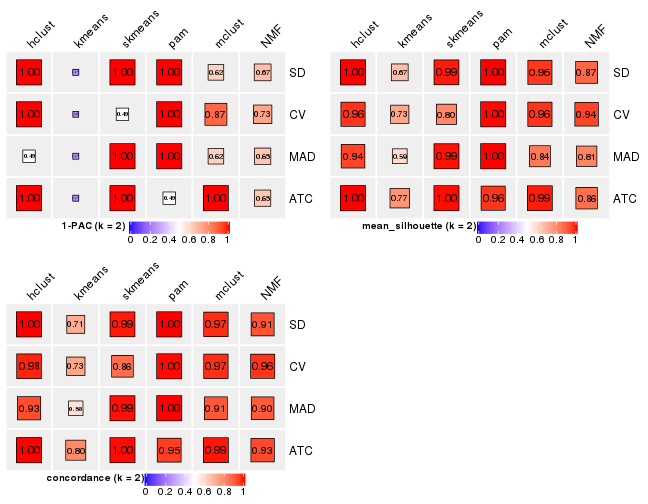 hclust kmeans skmeans pam mclust NMF
1.00 1.00 1.00 0.62 0.67 SD
1.00 0.49 1.00 0.87 0.73 CV
0.49 1.00 1.00 0.62 0.65 MAD
1.00 1.00 0.49 1.00 0.65 ATC
1-PAC (k = 2)
0 0.2 0.4 0.6 0.8 1
hclust kmeans skmeans pam mclust NMF
1.00 0.67 0.99 1.00 0.96 0.87 SD
0.96 0.73 0.80 1.00 0.96 0.94 CV
0.94 0.59 0.99 1.00 0.84 0.81 MAD
1.00 0.77 1.00 0.96 0.99 0.86 ATC
mean_silhouette (k = 2)
0 0.2 0.4 0.6 0.8 1
hclust kmeans skmeans pam mclust NMF
1.00 0.71 0.99 1.00 0.97 0.91 SD
0.98 0.73 0.86 1.00 0.97 0.96 CV
0.93 0.58 0.99 1.00 0.91 0.90 MAD
1.00 0.80 1.00 0.95 0.99 0.93 ATC
concordance (k = 2)
0 0.2 0.4 0.6 0.8 1